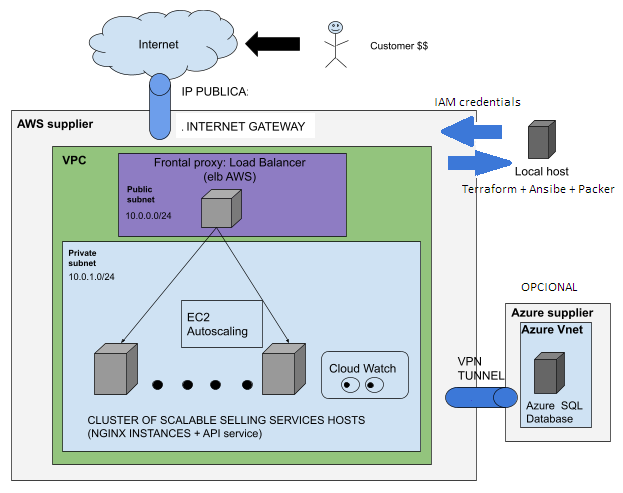 Internet
Customer $$
IP PUBLICA:
. INTERNET GATEWAY
IAM credentials
AWS supplier
Local host
Terraform + Ansibe + Packer
VPC
Frontal proxy: Load Balancer
(elb AWS)
Public
subnet
10.0.0.0/24
Private
subnet
10.0.1.0/24
EC2
Autoscaling
Cloud Watch
CLUSTER OF SCALABLE SELLING SERVICES HOSTS
(NGINX INSTANCES + API service)
VPN
TUNNEL
OPCIONAL
Azure supplier
Azure Vnet
Azure SQL
Database